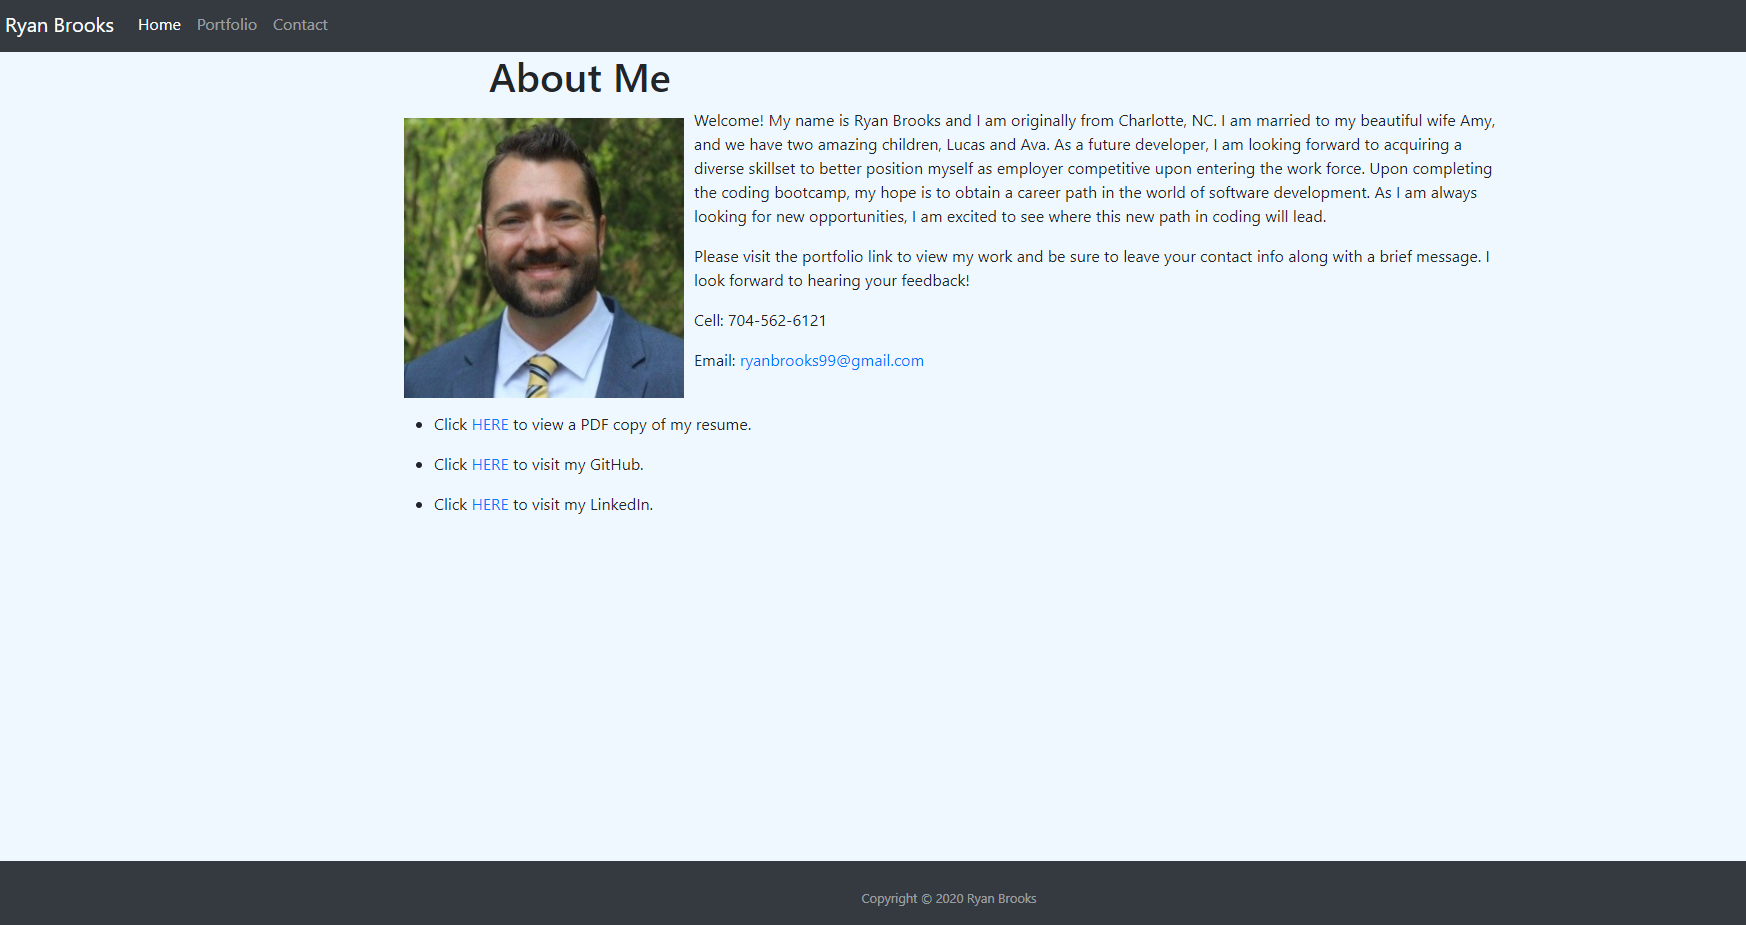 Ryan Brooks Home Portfolio Contact
About Me
Welcome! My name is Ryan Brooks and I am originally from Charlotte, NC. I am married to my beautiful wife Amy,
and we have two amazing children, Lucas and Ava. As a future developer, I am looking forward to acquiring a
diverse skillset to better position myself as employer competitive upon entering the work force. Upon completing
the coding bootcamp, my hope is to obtain a career path in the world of software development. As I am always
looking for new opportunities, I am excited to see where this new path in coding will lead.
Please visit the portfolio link to view my work and be sure to leave your contact info along with a brief message. I
look forward to hearing your feedback!
Cell: 704-562-6121
Email: ryanbrooks99@gmail.com
• Click HERE to view a PDF copy of my resume.
• Click HERE to visit my GitHub.
• Click HERE to visit my LinkedIn.
Copyright © 2020 Ryan Brooks